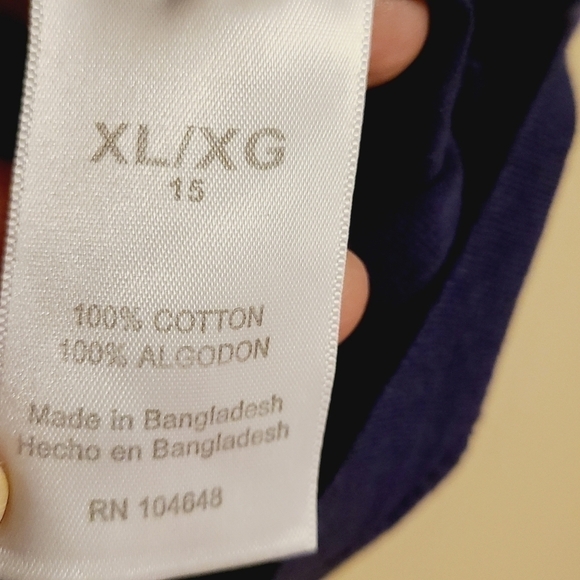 XL/XG
15
100% COTTON
100% ALGODON
Made in Bangladesh
Hecho en Bangladesh
RN 104648